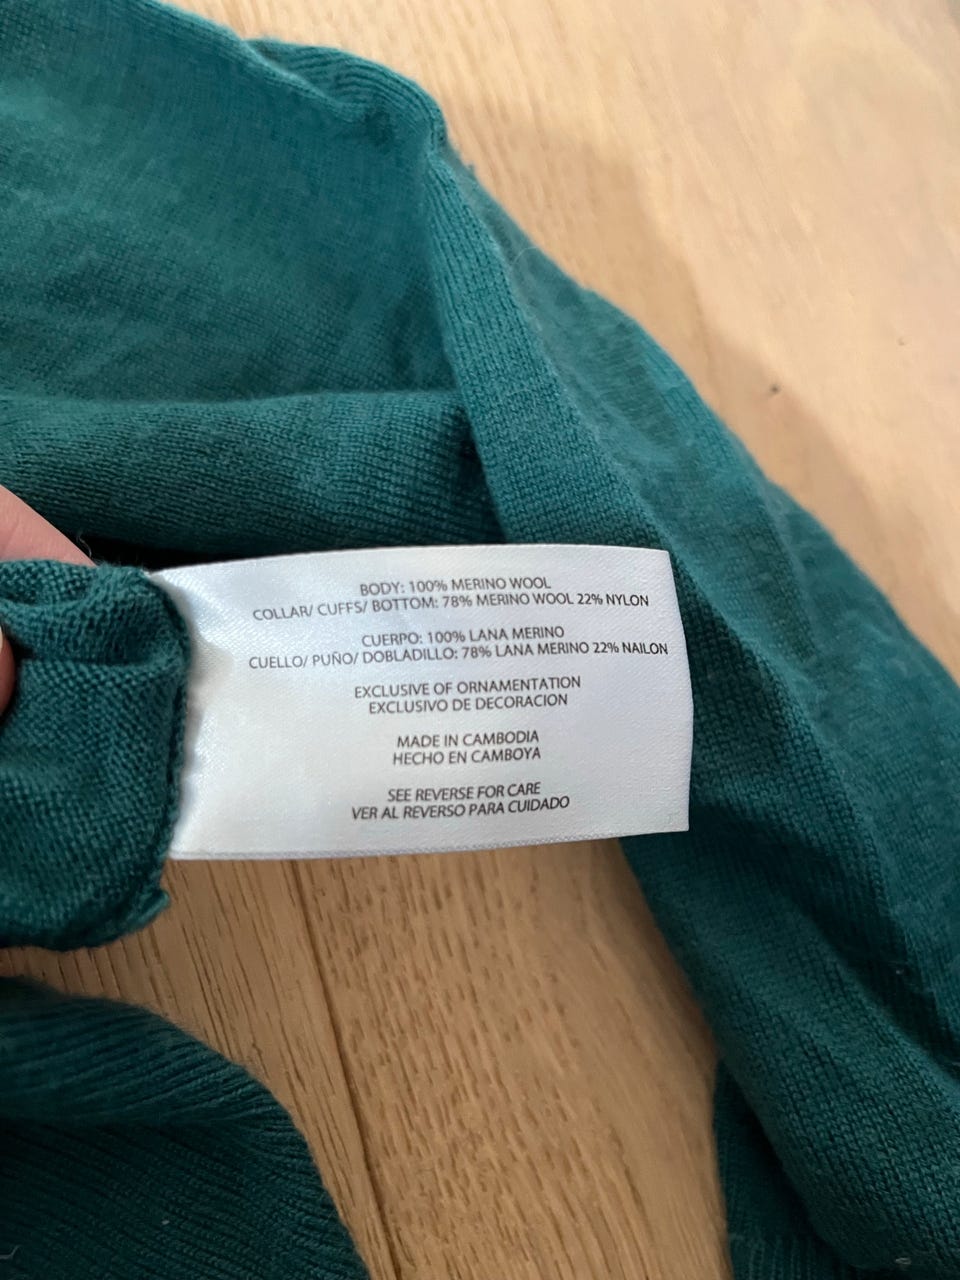 BODY: 100% MERINO WOOL
COLLAR/ CUFFS/ BOTTOM: 78% MERINO WOOL 22% NYLON
CUERPO: 100% LANA MERINO
CUELLO/ PUÑO/ DOBLADILLO: 78% LANA MERINO 22% NAILON
EXCLUSIVE OF ORNAMENTATION
EXCLUSIVO DE DECORACION
MADE IN CAMBODIA
HECHO EN CAMBOYA
SEE REVERSE FOR CARE
VER AL REVERSO PARA CUIDADO